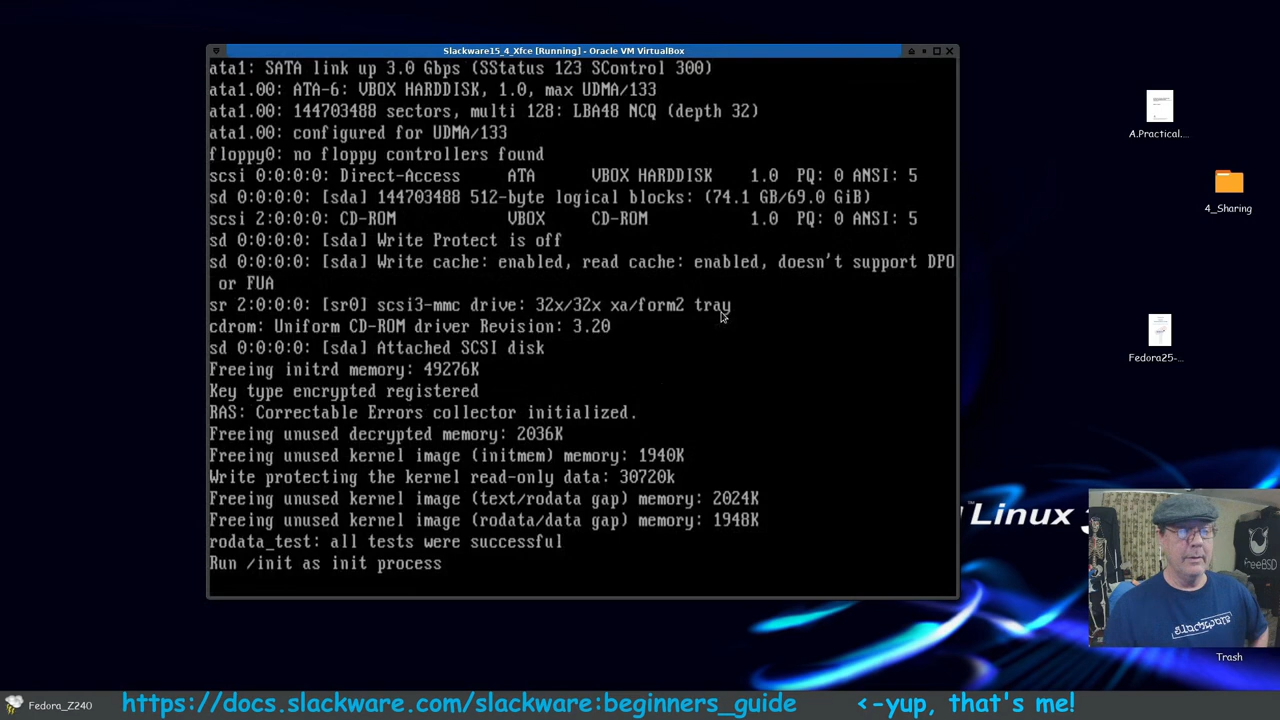 Slackware15_4_Xfce [Running] - Oracle VM VirtualBox
ata1: SATA link up 3.0 Gbps (SStatus 123 SControl 300)
ata1.00: ATA-6: VBOX HARDDISK, 1.0, max UDMA/133
ata1.00: 144703488 sectors, multi 128: LBA48 NCQ (depth 32)
ata1.00: configured for UDMA/133
floppy0: no floppy controllers found
scsi 0:0:0:0: Direct-Access     ATA      VBOX HARDDISK    1.0  PQ: 0 ANSI: 5
sd 0:0:0:0: [sda] 144703488 512-byte logical blocks: (74.1 GB/69.0 GiB)
scsi 2:0:0:0: CD-ROM            VBOX     CD-ROM           1.0  PQ: 0 ANSI: 5
sd 0:0:0:0: [sda] Write Protect is off
sd 0:0:0:0: [sda] Write cache: enabled, read cache: enabled, doesn't support DPO
 or FUA
sr 2:0:0:0: [sr0] scsi3-mmc drive: 32x/32x xa/form2 tray
cdrom: Uniform CD-ROM driver Revision: 3.20
sd 0:0:0:0: [sda] Attached SCSI disk
Freeing initrd memory: 49276K
Key type encrypted registered
RAS: Correctable Errors collector initialized.
Freeing unused decrypted memory: 2036K
Freeing unused kernel image (initmem) memory: 1940K
Write protecting the kernel read-only data: 30720k
Freeing unused kernel image (text/rodata gap) memory: 2024K
Freeing unused kernel image (rodata/data gap) memory: 1948K
rodata_test: all tests were successful
Run /init as init process
A.Practical....
4_Sharing
Fedora25-...
Linux
FreeBSD
slackware
Trash
Fedora_Z240
https://docs.slackware.com/slackware:beginners_guide <-yup, that's me!